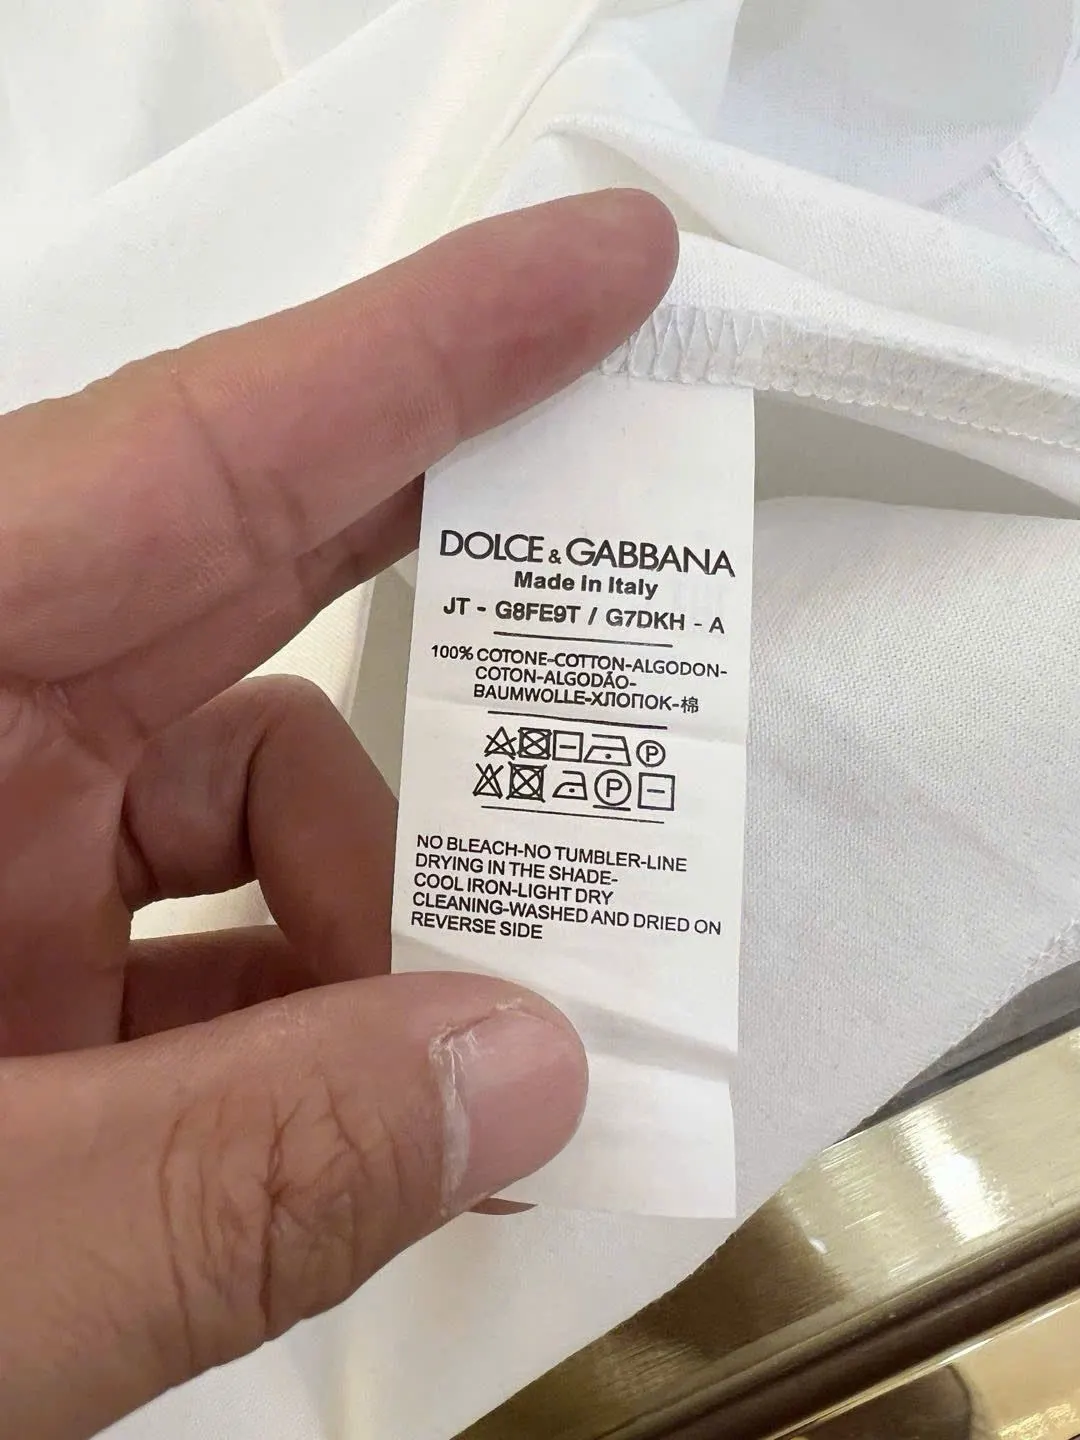 DOLCE & GABBANA
Made in Italy
JT - G8FE9T / G7DKH - A
100% COTONE-COTTON-ALGODON-
COTON-ALGODÃO-
BAUMWOLLE-ХЛОПОК-棉
P
P
NO BLEACH-NO TUMBLER-LINE
DRYING IN THE SHADE-
COOL IRON-LIGHT DRY
CLEANING-WASHED AND DRIED ON
REVERSE SIDE